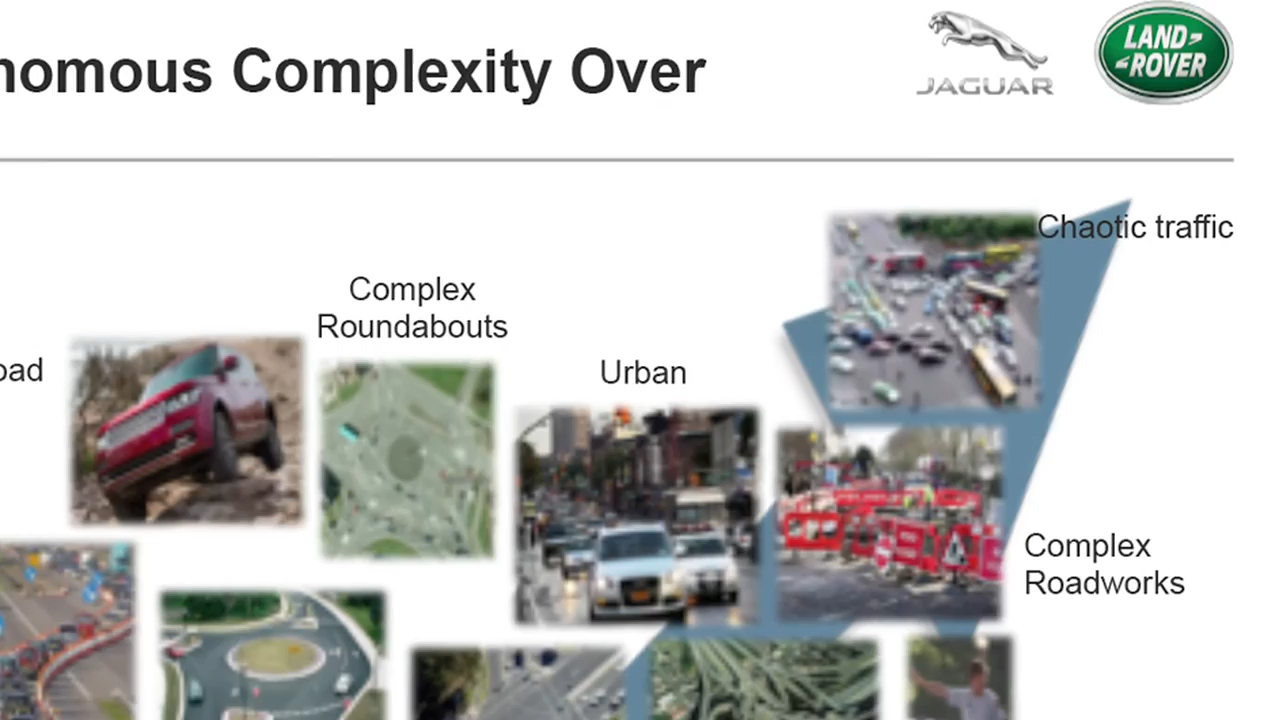 nomous Complexity Over
JAGUAR
LAND-
-ROVER
Chaotic traffic
Complex
Roundabouts
oad
Urban
Complex
Roadworks